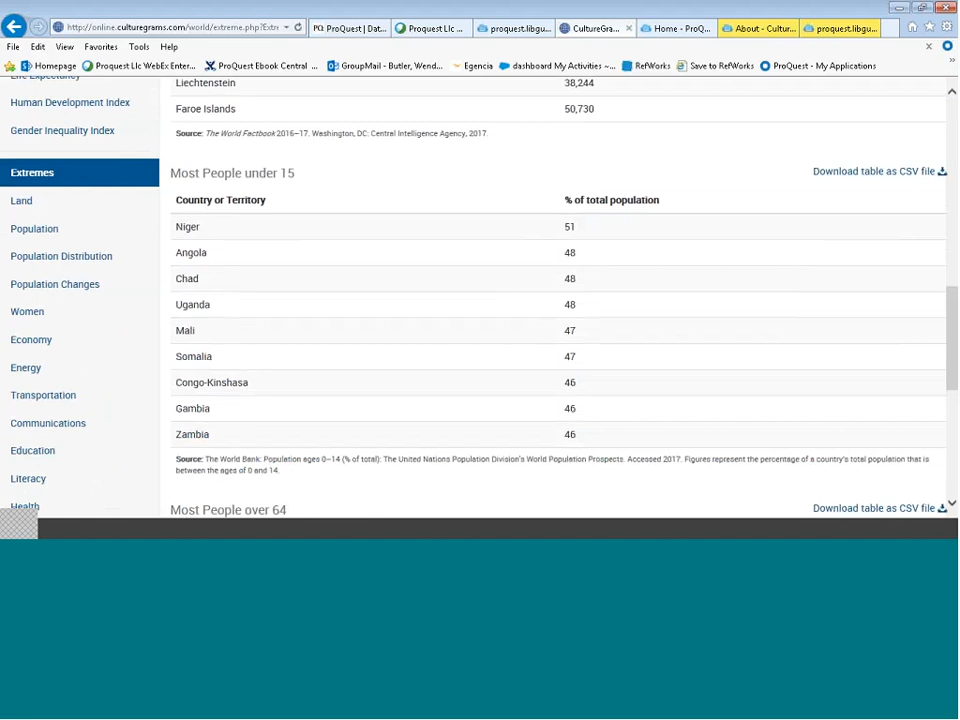 http://online.culturegrams.com/world/extreme.php?Extre
PQ ProQuest | Dat...
Proquest Llc ...
proquest.libgu...
CultureGra...
Home - ProQ...
About - Cultur...
proquest.libgu...
File Edit View Favorites Tools Help
Homepage
Proquest Llc WebEx Enter...
ProQuest Ebook Central ...
GroupMail - Butler, Wend...
Egencia
dashboard My Activities ~...
RefWorks
Save to RefWorks
ProQuest - My Applications
Life Expectancy
Human Development Index
Gender Inequality Index
Extremes
Land
Population
Population Distribution
Population Changes
Women
Economy
Energy
Transportation
Communications
Education
Literacy
Health
Liechtenstein 38,244
Faroe Islands 50,730
Source: The World Factbook 2016–17. Washington, DC: Central Intelligence Agency, 2017.
Most People under 15 Download table as CSV file
Country or Territory % of total population
Niger 51
Angola 48
Chad 48
Uganda 48
Mali 47
Somalia 47
Congo-Kinshasa 46
Gambia 46
Zambia 46
Source: The World Bank: Population ages 0–14 (% of total): The United Nations Population Division's World Population Prospects. Accessed 2017. Figures represent the percentage of a country's total population that is
between the ages of 0 and 14.
Most People over 64 Download table as CSV file